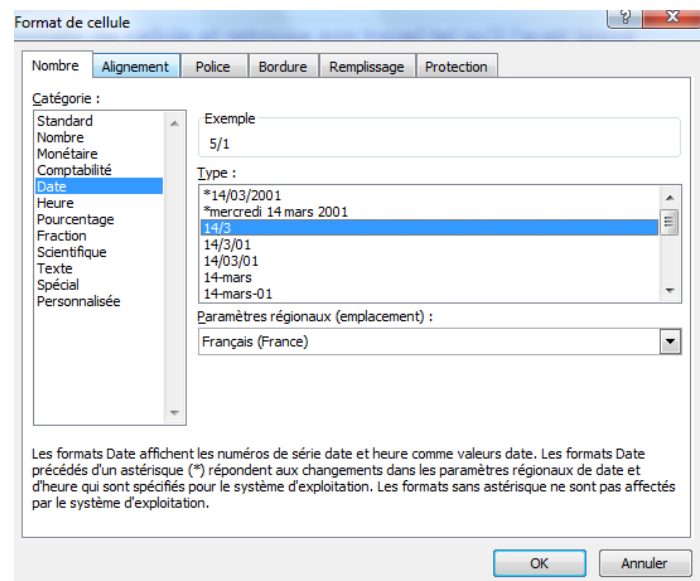 Format de cellule
Nombre Alignement Police Bordure Remplissage Protection
Catégorie :
Standard
Nombre
Monétaire
Comptabilité
Date
Heure
Pourcentage
Fraction
Scientifique
Texte
Spécial
Personnalisée
Exemple
5/1
Type :
*14/03/2001
*mercredi 14 mars 2001
14/3
14/3/01
14/03/01
14-mars
14-mars-01
Paramètres régionaux (emplacement) :
Français (France)
Les formats Date affichent les numéros de série date et heure comme valeurs date. Les formats Date
précédés d'un astérisque (*) répondent aux changements dans les paramètres régionaux de date et
d'heure qui sont spécifiés pour le système d'exploitation. Les formats sans astérisque ne sont pas affectés
par le système d'exploitation.
OK Annuler